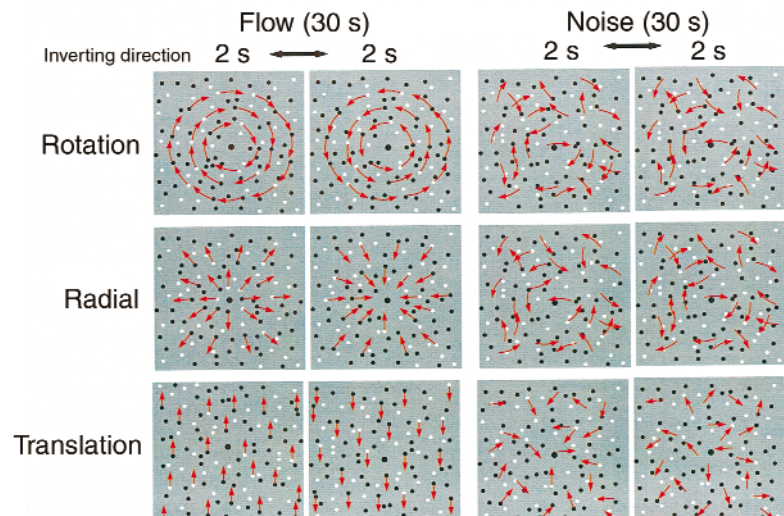 Flow (30 s) Noise (30 s)
Inverting direction 2 s 2 s 2 s 2 s
Rotation
Radial
Translation